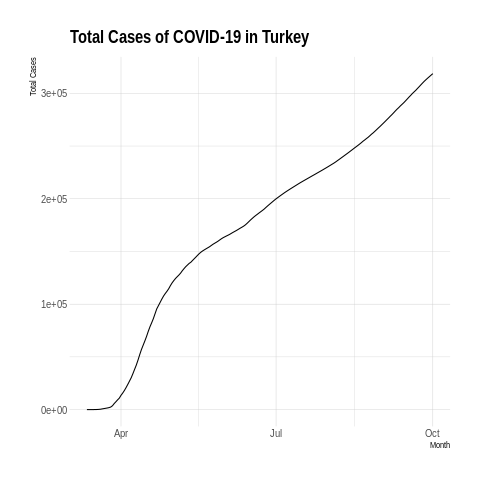 Total Cases of COVID-19 in Turkey
Total Cases
3e+05
2e+05
1e+05
0e+00
Apr
Jul
Oct
Month